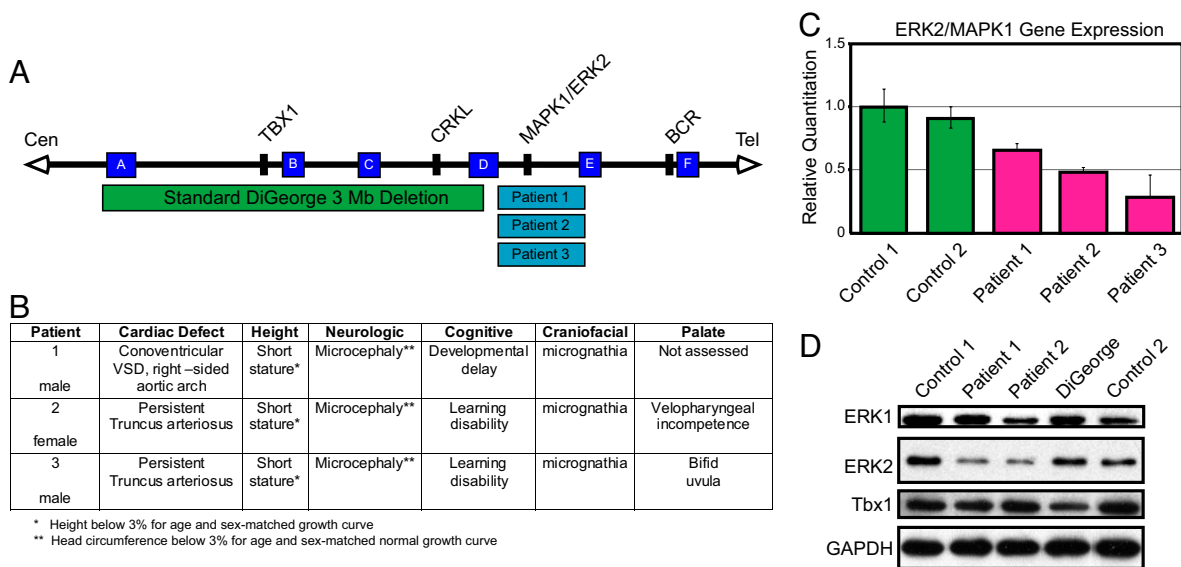 A
Cen
TBX1
CRKL
MAPK1/ERK2
BCR
Tel
A
B
C
D
E
F
Standard DiGeorge 3 Mb Deletion
Patient 1
Patient 2
Patient 3
B
Patient Cardiac Defect Height Neurologic Cognitive Craniofacial Palate
1 Conoventricular Short Microcephaly** Developmental micrognathia Not assessed
VSD, right –sided stature* delay
male aortic arch
2 Persistent Short Microcephaly** Learning micrognathia Velopharyngeal
Truncus arteriosus stature* disability incompetence
female
3 Persistent Short Microcephaly** Learning micrognathia Bifid
Truncus arteriosus stature* disability uvula
male
* Height below 3% for age and sex-matched growth curve
** Head circumference below 3% for age and sex-matched normal growth curve
C
ERK2/MAPK1 Gene Expression
Relative Quantitation
1.5
1.0
0.5
0
Control 1
Control 2
Patient 1
Patient 2
Patient 3
D
Control 1
Patient 1
Patient 2
DiGeorge
Control 2
ERK1
ERK2
Tbx1
GAPDH